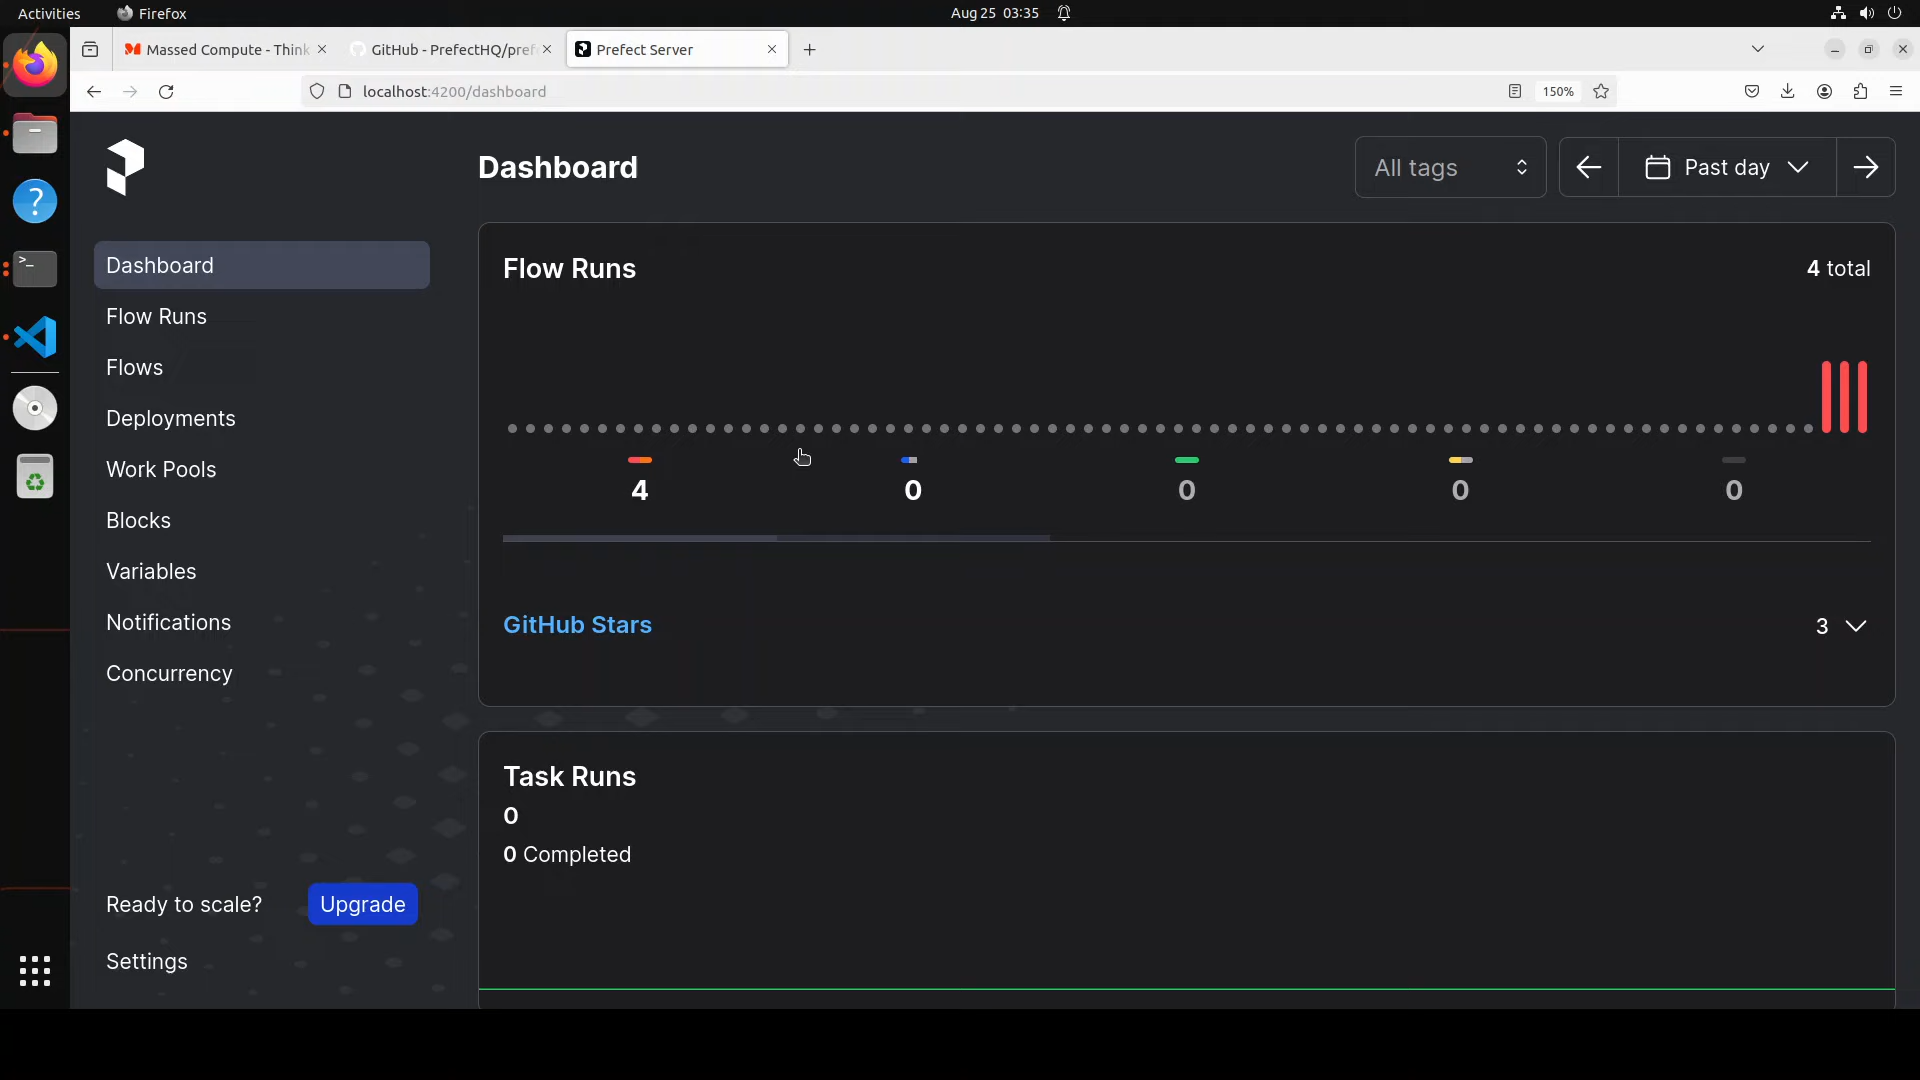 Activities
Firefox
Aug 25 03:35
Massed Compute - Think
GitHub - PrefectHQ/pref
Prefect Server
localhost:4200/dashboard
150%
Dashboard
All tags
Past day
Dashboard
Flow Runs
Flows
Deployments
Work Pools
Blocks
Variables
Notifications
Concurrency
Ready to scale?
Upgrade
Settings
Flow Runs
4 total
4
0
0
0
0
GitHub Stars
3
Task Runs
0
0 Completed